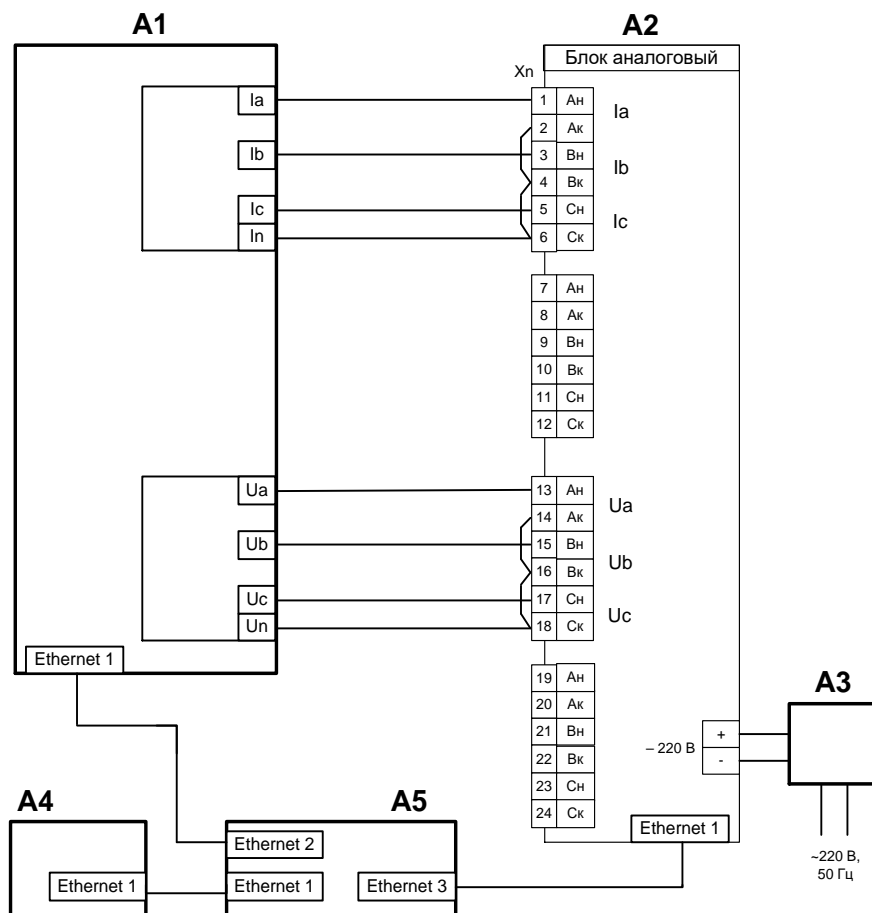 A1
A2
Блок аналоговый
Xn
Ia
1 Ан
Ia
2 Ак
Ib
3 Вн
Ib
4 Вк
Ic
5 Сн
Ic
In
6 Ск
7 Ан
8 Ак
9 Вн
10 Вк
11 Сн
12 Ск
Ua
13 Ан
Ua
14 Ак
Ub
15 Вн
Ub
16 Вк
Uc
17 Сн
Uc
Un
18 Ск
Ethernet 1
19 Ан
20 Ак
21 Вн
22 Вк
23 Сн
24 Ск
– 220 В
+
-
A3
Ethernet 1
~220 В,
50 Гц
A4
A5
Ethernet 2
Ethernet 1
Ethernet 1
Ethernet 3